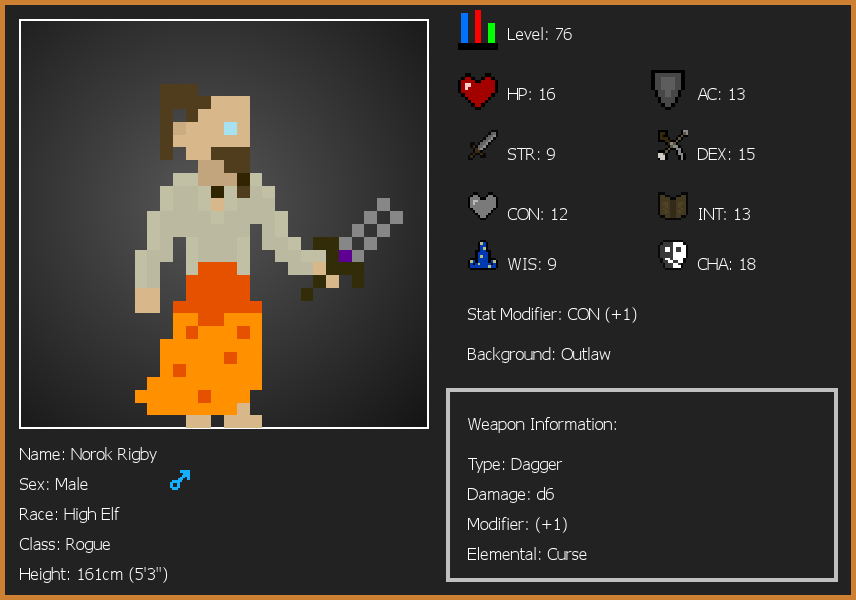 Level: 76
HP: 16
AC: 13
STR: 9
DEX: 15
CON: 12
INT: 13
WIS: 9
CHA: 18
Stat Modifier: CON (+1)
Background: Outlaw
Weapon Information:
Type: Dagger
Damage: d6
Modifier: (+1)
Elemental: Curse
Name: Norok Rigby
Sex: Male
Race: High Elf
Class: Rogue
Height: 161cm (5'3")